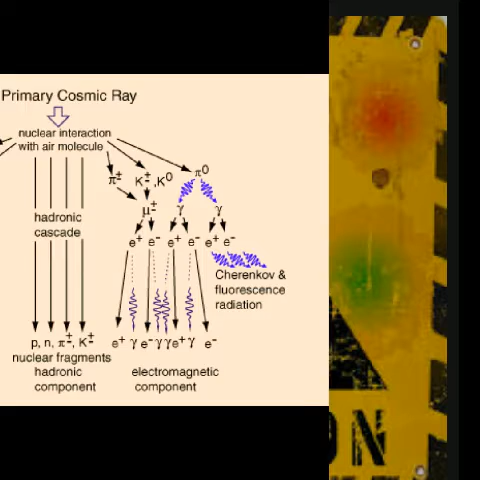 Primary Cosmic Ray
nuclear interaction
with air molecule
π± K±,K⁰ π⁰
μ± γ γ
hadronic
cascade
e⁺ e⁻ e⁺ e⁻ e⁺ e⁻
Cherenkov &
fluorescence
radiation
p, n, π±, K± e⁺ γ e⁻ γ γ e⁺ γ e⁻
nuclear fragments
hadronic
component
electromagnetic
component
ON